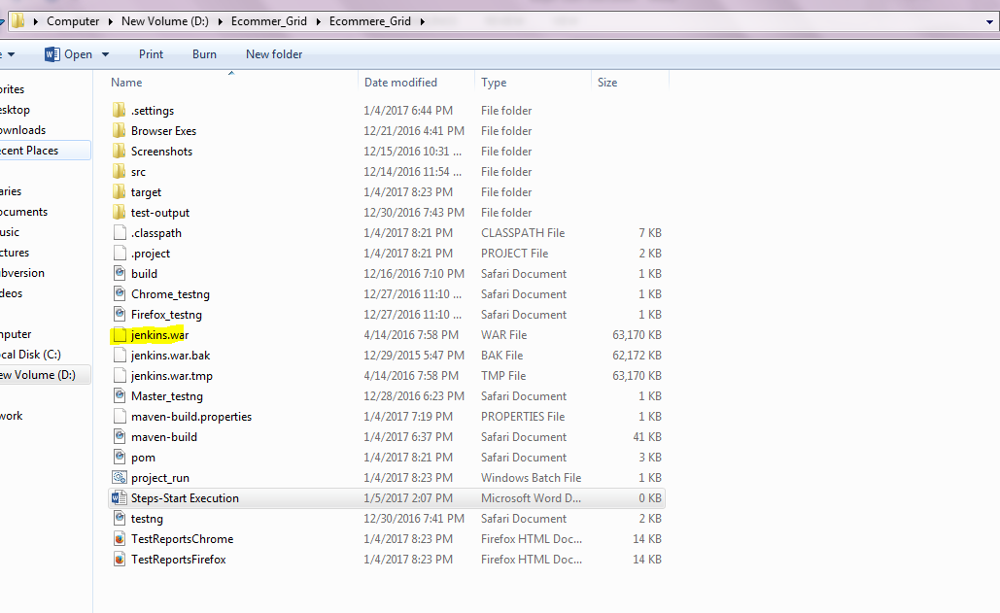 Computer New Volume (D:) Ecommer_Grid Ecommere_Grid
Open Print Burn New folder
Name Date modified Type Size
.settings 1/4/2017 6:44 PM File folder
Browser Exes 12/21/2016 4:41 PM File folder
Screenshots 12/15/2016 10:31 ... File folder
src 12/14/2016 11:54 ... File folder
target 1/4/2017 8:23 PM File folder
test-output 12/30/2016 7:43 PM File folder
.classpath 1/4/2017 8:21 PM CLASSPATH File 7 KB
.project 1/4/2017 8:21 PM PROJECT File 2 KB
build 12/16/2016 7:10 PM Safari Document 1 KB
Chrome_testng 12/27/2016 11:10 ... Safari Document 1 KB
Firefox_testng 12/27/2016 11:10 ... Safari Document 1 KB
jenkins.war 4/14/2016 7:58 PM WAR File 63,170 KB
jenkins.war.bak 12/29/2015 5:47 PM BAK File 62,172 KB
jenkins.war.tmp 4/14/2016 7:58 PM TMP File 63,170 KB
Master_testng 12/28/2016 6:23 PM Safari Document 1 KB
maven-build.properties 1/4/2017 7:19 PM PROPERTIES File 1 KB
maven-build 1/4/2017 6:37 PM Safari Document 41 KB
pom 1/4/2017 8:21 PM Safari Document 3 KB
project_run 1/4/2017 8:23 PM Windows Batch File 1 KB
Steps-Start Execution 1/5/2017 2:07 PM Microsoft Word D... 0 KB
testng 12/30/2016 7:41 PM Safari Document 2 KB
TestReportsChrome 1/4/2017 8:23 PM Firefox HTML Doc... 14 KB
TestReportsFirefox 1/4/2017 8:23 PM Firefox HTML Doc... 14 KB
orites
esktop
ownloads
ecent Places
aries
ocuments
usic
ctures
bversion
deos
mputer
cal Disk (C:)
ew Volume (D:)
work